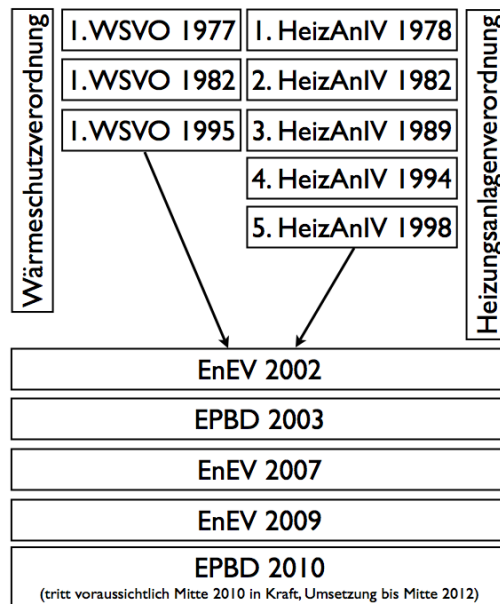 Wärmeschutzverordnung
1. WSVO 1977
1. WSVO 1982
1. WSVO 1995
1. HeizAnlV 1978
2. HeizAnlV 1982
3. HeizAnlV 1989
4. HeizAnlV 1994
5. HeizAnlV 1998
Heizungsanlagenverordnung
EnEV 2002
EPBD 2003
EnEV 2007
EnEV 2009
EPBD 2010
(tritt voraussichtlich Mitte 2010 in Kraft, Umsetzung bis Mitte 2012)